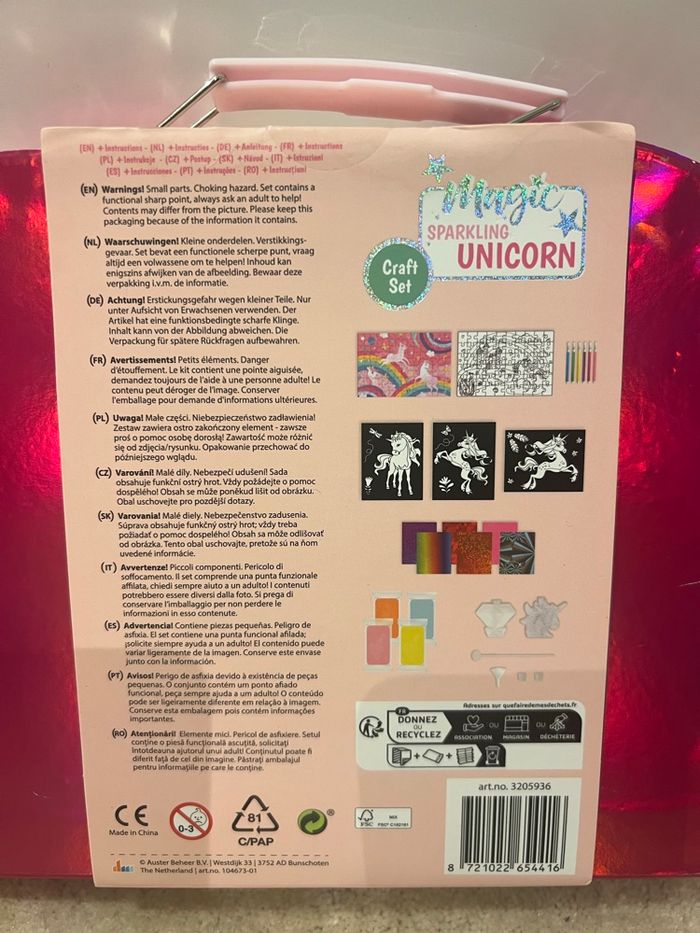 (EN) +Instructions - (NL) +Instructies - (DE) +Anleitung - (FR) +Instructions
(PL) +Instrukcje - (CZ) +Postup - (SK) +Návod - (IT) +Istruzioni
(ES) +Instrucciones - (PT) +Instruções - (RO) +Instrucțiuni
(EN) Warnings! Small parts. Choking hazard. Set contains a
functional sharp point, always ask an adult to help!
Contents may differ from the picture. Please keep this
packaging because of the information it contains.
(NL) Waarschuwingen! Kleine onderdelen. Verstikkings-
gevaar. Set bevat een functionele scherpe punt, vraag
altijd een volwassene om te helpen! Inhoud kan
enigszins afwijken van de afbeelding. Bewaar deze
verpakking i.v.m. de informatie.
(DE) Achtung! Erstickungsgefahr wegen kleiner Teile. Nur
unter Aufsicht von Erwachsenen verwenden. Der
Artikel hat eine funktionsbedingte scharfe Klinge.
Inhalt kann von der Abbildung abweichen. Die
Verpackung für spätere Rückfragen aufbewahren.
(FR) Avertissements! Petits éléments. Danger
d'étouffement. Le kit contient une pointe aiguisée,
demandez toujours de l'aide à une personne adulte! Le
contenu peut déroger de l'image. Conserver
l'emballage pour de demande d'informations ultérieures.
(PL) Uwaga! Małe części. Niebezpieczeństwo zadławienia!
Zestaw zawiera ostro zakończony element - zawsze
proś o pomoc osobę dorosłą! Zawartość może różnić
się od zdjęcia/rysunku. Opakowanie przechować do
późniejszego wglądu.
(CZ) Varování! Malé díly. Nebezpečí udušení! Sada
obsahuje funkční ostrý hrot. Vždy požádejte o pomoc
dospělého! Obsah se může poněkud lišit od obrázku.
Obal uschovejte pro pozdější dotazy.
(SK) Varovania! Malé diely. Nebezpečenstvo zadusenia.
Súprava obsahuje funkčný ostrý hrot; vždy treba
požiadať o pomoc dospelého! Obsah sa môže odlišovať
od obrázka. Tento obal uschovajte, pretože sú na ňom
uvedené informácie.
(IT) Avvertenze! Piccoli componenti. Pericolo di
soffocamento. Il set comprende una punta funzionale
affilata, chiedi sempre aiuto a un adulto! I contenuti
potrebbero essere diversi dalla foto. Si prega di
conservare l'imballaggio per non perdere le
informazioni in esso contenute.
(ES) Advertencia! Contiene piezas pequeñas. Peligro de
asfixia. El set contiene una punta funcional afilada;
¡solicite siempre ayuda a un adulto! El contenido puede
variar ligeramente de la imagen. Conserve este envase
junto con la información.
(PT) Avisos! Perigo de asfixia devido à existência de peças
pequenas. O conjunto contém um ponto afiado
funcional, peça sempre ajuda a um adulto! O conteúdo
pode ser ligeiramente diferente em relação à imagem.
Conserve esta embalagem pois contém informações
importantes.
(RO) Atenționări! Elemente mici. Pericol de asfixiere. Setul
conține o piesă funcțională ascuțită, solicitați
întotdeauna ajutorul unui adult! Conținutul poate fi
diferit față de cel din imagine. Păstrați ambalajul
pentru informațiile pe care le conține.
Magic
SPARKLING
UNICORN
Craft
Set
Adresses sur quefairedemesdechets.fr
FR
DONNEZ
ou
RECYCLEZ
ASSOCIATION
OU
MAGASIN
OU
DÉCHÈTERIE
art.no. 3205936
8 721022 654416
CE
Made in China
0-3
81
C/PAP
FSC
MIX
FSC® C182181
© Auster Beheer B.V. | Westdijk 33 | 3752 AD Bunschoten
The Netherland | art.no. 104673-01